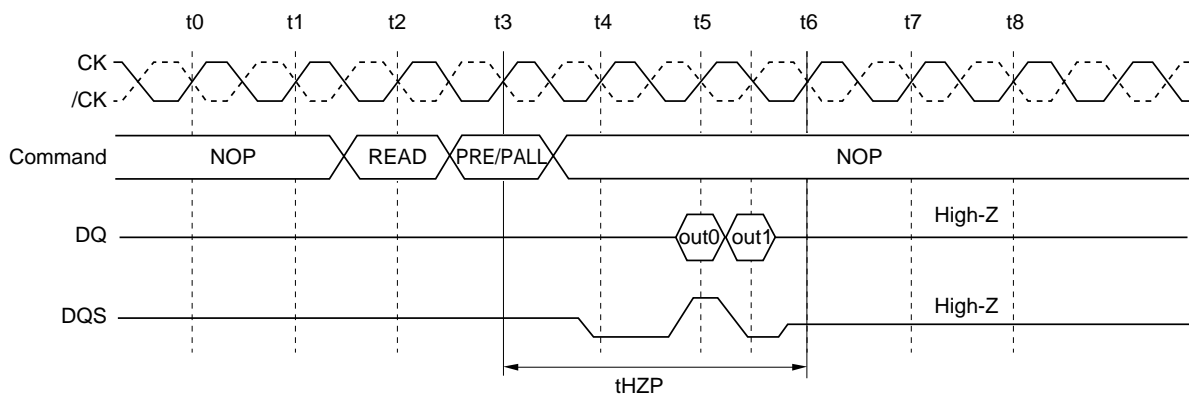 t0 t1 t2 t3 t4 t5 t6 t7 t8
CK
/CK
Command NOP READ PRE/PALL NOP
High-Z
DQ out0 out1
DQS High-Z
tHZP